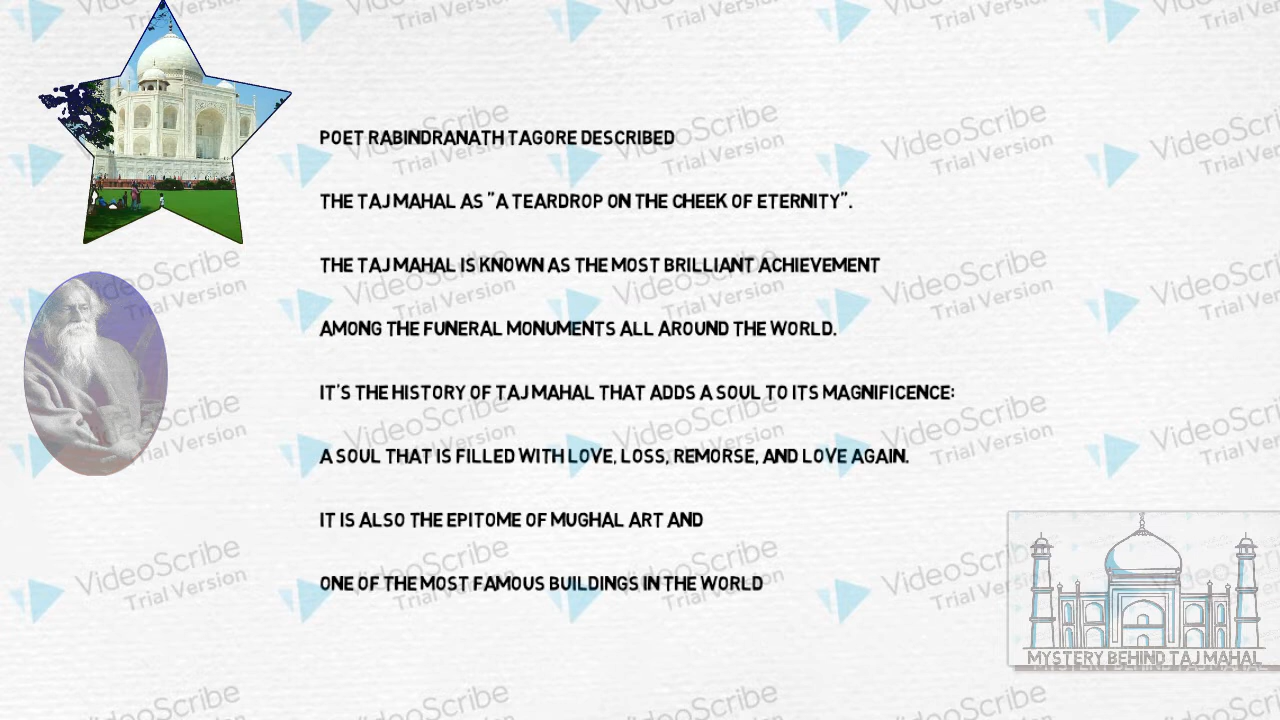 POET RABINDRANATH TAGORE DESCRIBED
THE TAJ MAHAL AS "A TEARDROP ON THE CHEEK OF ETERNITY".
THE TAJ MAHAL IS KNOWN AS THE MOST BRILLIANT ACHIEVEMENT
AMONG THE FUNERAL MONUMENTS ALL AROUND THE WORLD.
IT'S THE HISTORY OF TAJ MAHAL THAT ADDS A SOUL TO ITS MAGNIFICENCE:
A SOUL THAT IS FILLED WITH LOVE, LOSS, REMORSE, AND LOVE AGAIN.
IT IS ALSO THE EPITOME OF MUGHAL ART AND
ONE OF THE MOST FAMOUS BUILDINGS IN THE WORLD
MYSTERY BEHIND TAJ MAHAL
VideoScribe
Trial Version